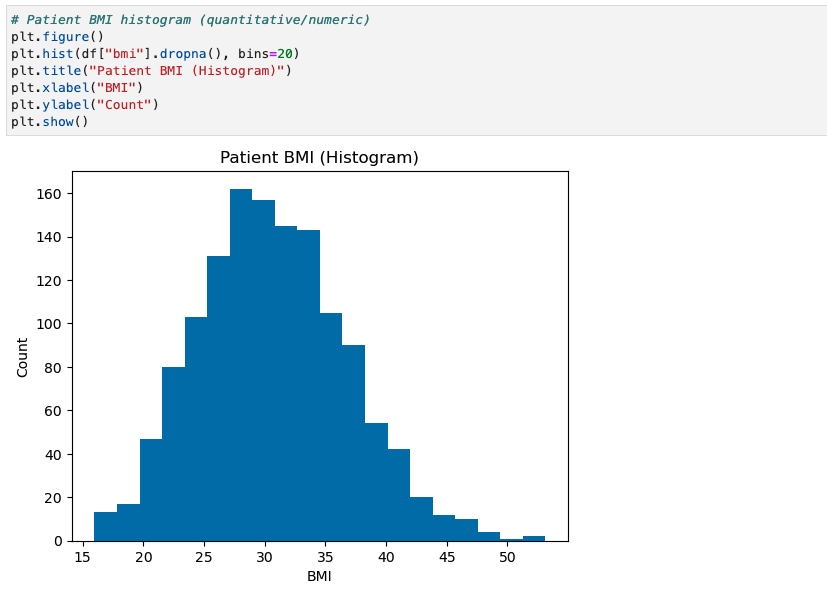 # Patient BMI histogram (quantitative/numeric)
plt.figure()
plt.hist(df["bmi"].dropna(), bins=20)
plt.title("Patient BMI (Histogram)")
plt.xlabel("BMI")
plt.ylabel("Count")
plt.show()
Patient BMI (Histogram)
160
140
120
100
80
60
40
20
0
Count
15 20 25 30 35 40 45 50
BMI